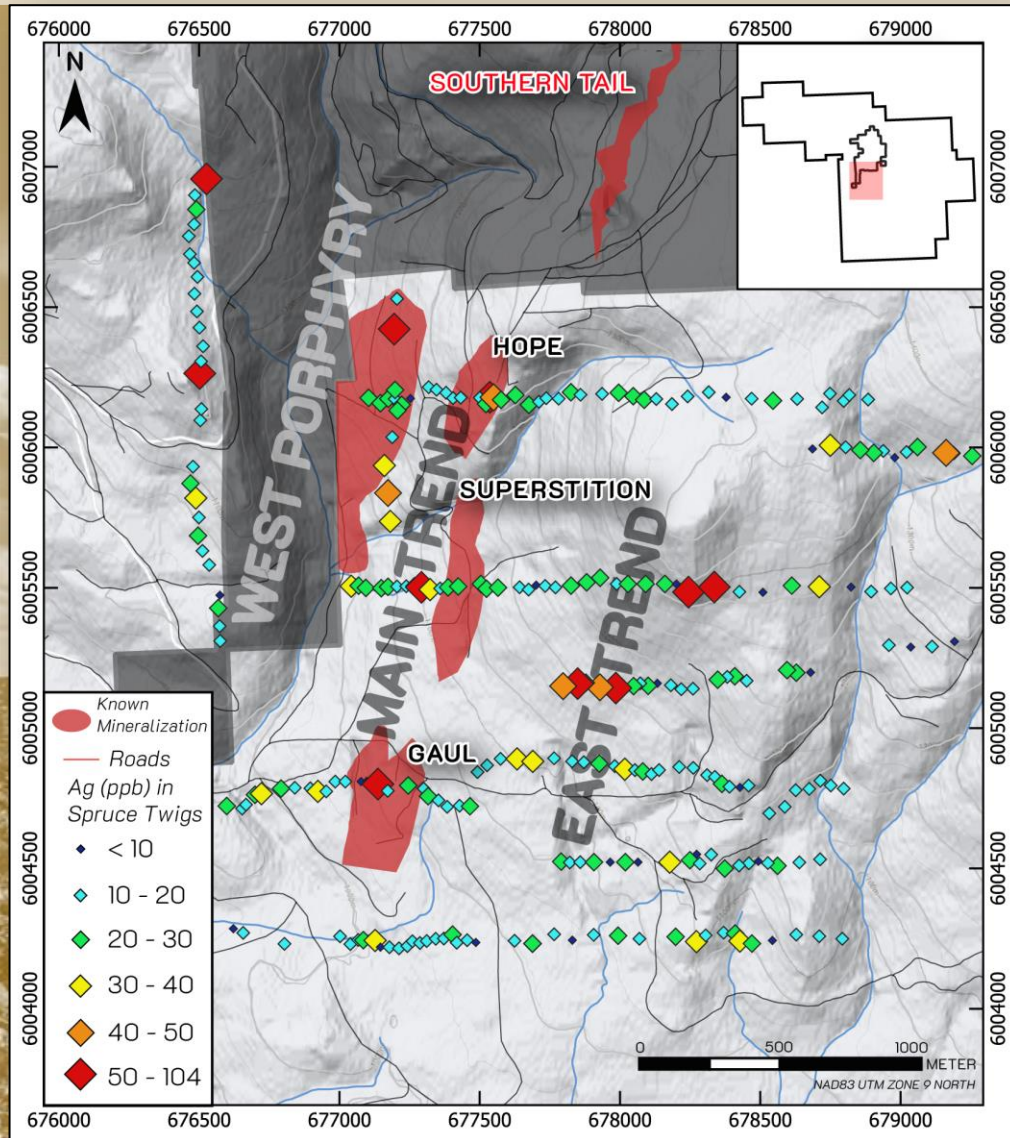 676000 676500 677000 677500 678000 678500 679000
N
SOUTHERN TAIL
6007000
6007000
6006500
6006500
WEST PORPHYRY
HOPE
6006000
6006000
MAIN TREND
SUPERSTITION
EAST TREND
6005500
6005500
6005000
6005000
GAUL
Known
Mineralization
Roads
Ag (ppb) in
Spruce Twigs
< 10
10 - 20
20 - 30
30 - 40
40 - 50
50 - 104
6004500
6004000
0 500 1000
METER
NAD83 UTM ZONE 9 NORTH
676000 676500 677000 677500 678000 678500 679000